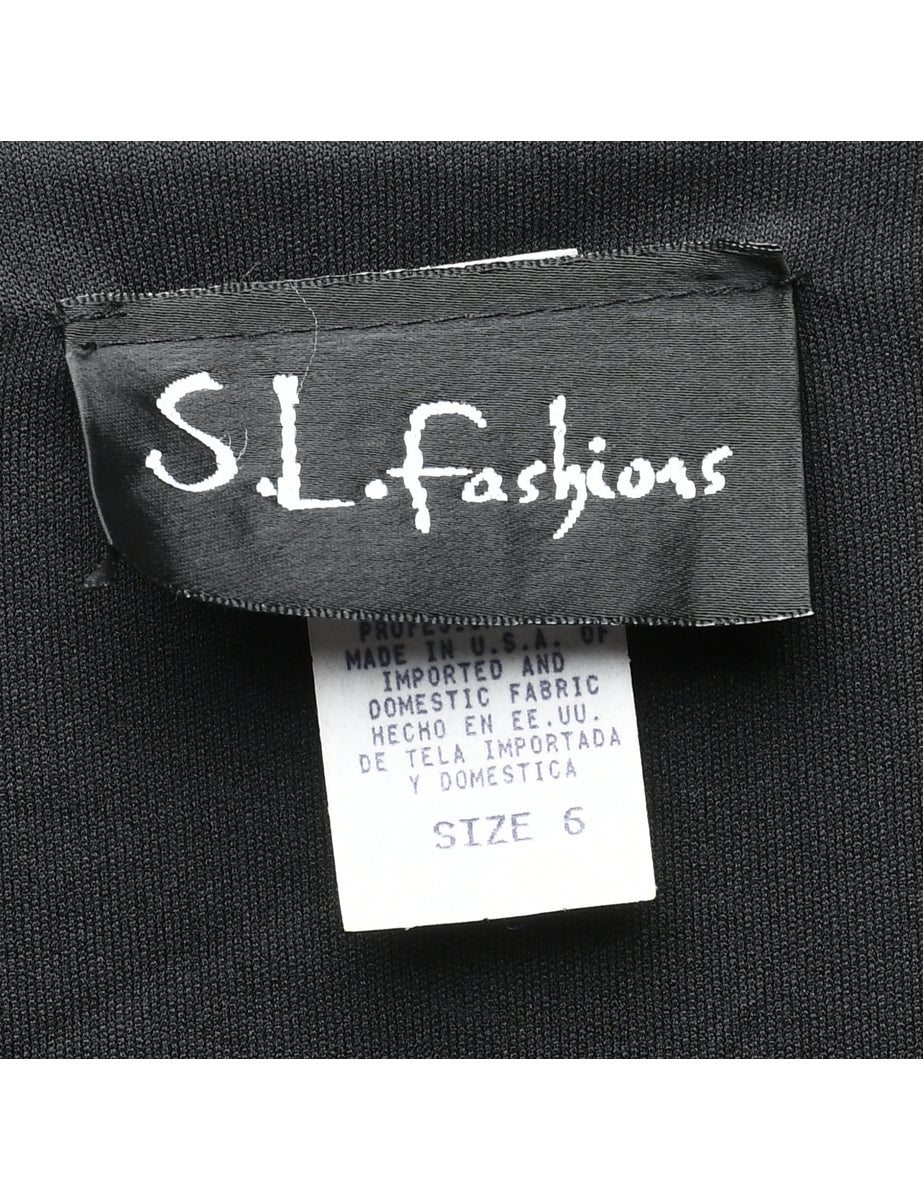 S.L. Fashions
MADE IN U.S.A. OF
IMPORTED AND
DOMESTIC FABRIC
HECHO EN EE.UU.
DE TELA IMPORTADA
Y DOMESTICA
SIZE 6